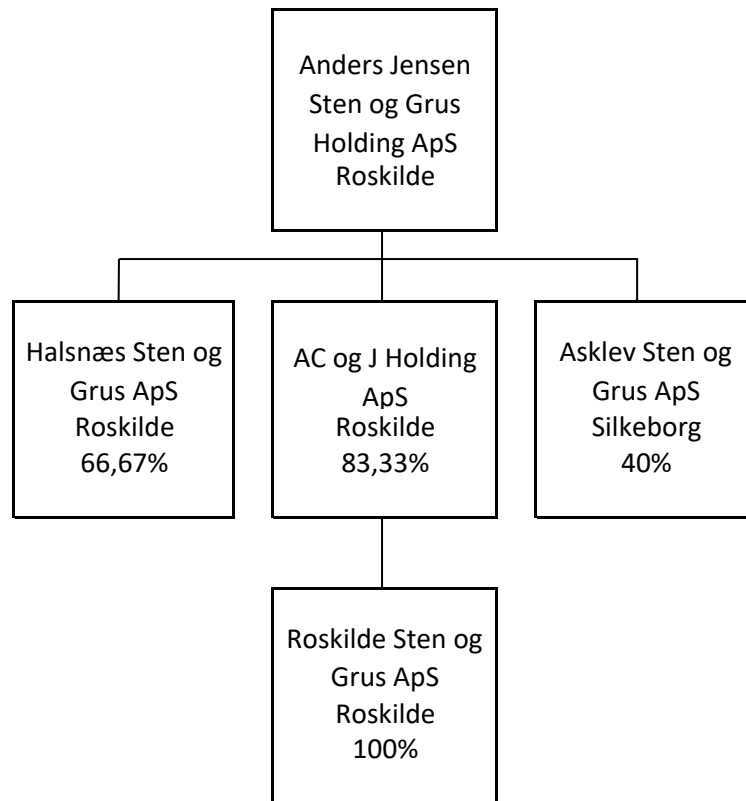 Anders Jensen
Sten og Grus
Holding ApS
Roskilde
Halsnæs Sten og
Grus ApS
Roskilde
66,67%
AC og J Holding
ApS
Roskilde
83,33%
Asklev Sten og
Grus ApS
Silkeborg
40%
Roskilde Sten og
Grus ApS
Roskilde
100%